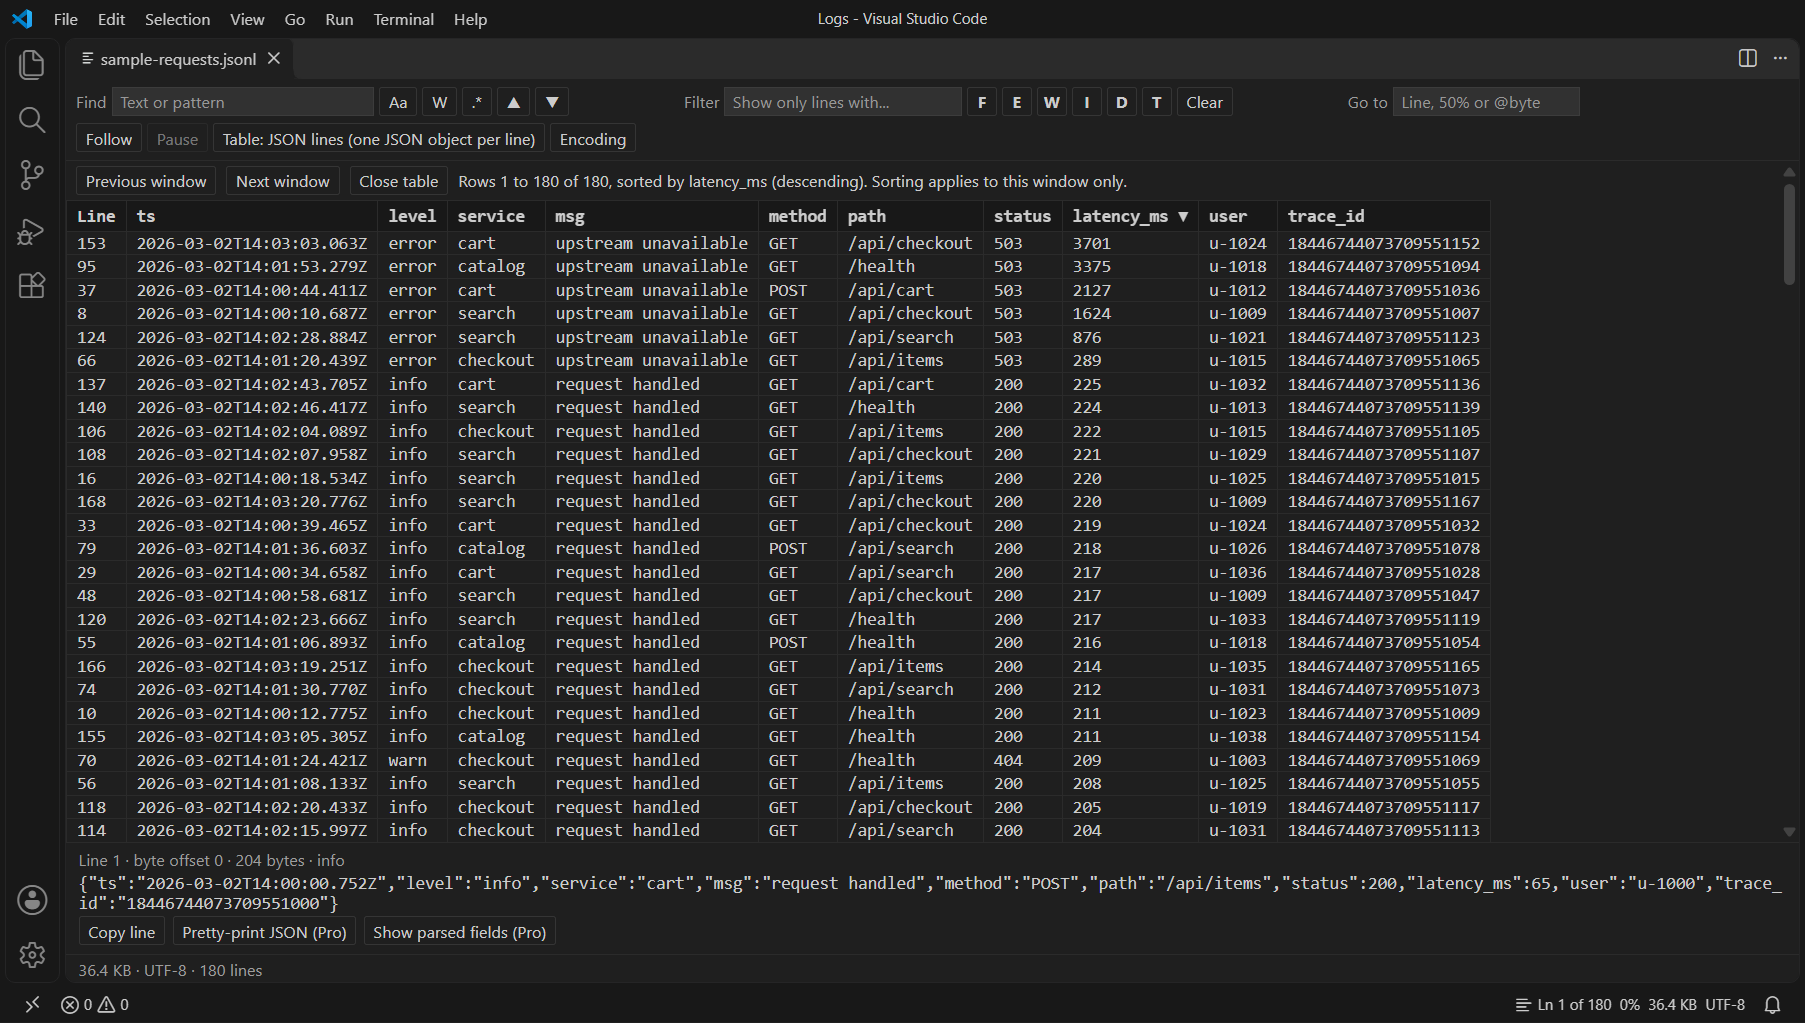 File Edit Selection View Go Run Terminal Help
Logs - Visual Studio Code
sample-requests.jsonl
Find Text or pattern Aa W .* ▲ ▼ Filter Show only lines with... F E W I D T Clear Go to Line, 50% or @byte
Follow Pause Table: JSON lines (one JSON object per line) Encoding
Previous window Next window Close table Rows 1 to 180 of 180, sorted by latency_ms (descending). Sorting applies to this window only.
Line ts level service msg method path status latency_ms ▼ user trace_id
153 2026-03-02T14:03:03.063Z error cart upstream unavailable GET /api/checkout 503 3701 u-1024 18446744073709551152
95 2026-03-02T14:01:53.279Z error catalog upstream unavailable GET /health 503 3375 u-1018 18446744073709551094
37 2026-03-02T14:00:44.411Z error cart upstream unavailable POST /api/cart 503 2127 u-1012 18446744073709551036
8 2026-03-02T14:00:10.687Z error search upstream unavailable GET /api/checkout 503 1624 u-1009 18446744073709551007
124 2026-03-02T14:02:28.884Z error search upstream unavailable GET /api/search 503 876 u-1021 18446744073709551123
66 2026-03-02T14:01:20.439Z error checkout upstream unavailable GET /api/items 503 289 u-1015 18446744073709551065
137 2026-03-02T14:02:43.705Z info cart request handled GET /api/cart 200 225 u-1032 18446744073709551136
140 2026-03-02T14:02:46.417Z info search request handled GET /health 200 224 u-1013 18446744073709551139
106 2026-03-02T14:02:04.089Z info checkout request handled GET /api/items 200 222 u-1015 18446744073709551105
108 2026-03-02T14:02:07.958Z info search request handled GET /api/checkout 200 221 u-1029 18446744073709551107
16 2026-03-02T14:00:18.534Z info search request handled GET /api/items 200 220 u-1025 18446744073709551015
168 2026-03-02T14:03:20.776Z info search request handled GET /api/checkout 200 220 u-1009 18446744073709551167
33 2026-03-02T14:00:39.465Z info cart request handled GET /api/checkout 200 219 u-1024 18446744073709551032
79 2026-03-02T14:01:36.603Z info catalog request handled POST /api/search 200 218 u-1026 18446744073709551078
29 2026-03-02T14:00:34.658Z info cart request handled GET /api/search 200 217 u-1036 18446744073709551028
48 2026-03-02T14:00:58.681Z info search request handled GET /api/checkout 200 217 u-1009 18446744073709551047
120 2026-03-02T14:02:23.666Z info search request handled GET /health 200 217 u-1033 18446744073709551119
55 2026-03-02T14:01:06.893Z info catalog request handled POST /health 200 216 u-1018 18446744073709551054
166 2026-03-02T14:03:19.251Z info checkout request handled GET /api/items 200 214 u-1035 18446744073709551165
74 2026-03-02T14:01:30.770Z info checkout request handled GET /api/search 200 212 u-1031 18446744073709551073
10 2026-03-02T14:00:12.775Z info checkout request handled GET /health 200 211 u-1023 18446744073709551009
155 2026-03-02T14:03:05.305Z info catalog request handled GET /health 200 211 u-1038 18446744073709551154
70 2026-03-02T14:01:24.421Z warn checkout request handled GET /health 404 209 u-1003 18446744073709551069
56 2026-03-02T14:01:08.133Z info search request handled GET /api/items 200 208 u-1025 18446744073709551055
118 2026-03-02T14:02:20.433Z info checkout request handled GET /api/checkout 200 205 u-1019 18446744073709551117
114 2026-03-02T14:02:15.997Z info checkout request handled GET /api/search 200 204 u-1031 18446744073709551113
Line 1 · byte offset 0 · 204 bytes · info
{"ts":"2026-03-02T14:00:00.752Z","level":"info","service":"cart","msg":"request handled","method":"POST","path":"/api/items","status":200,"latency_ms":65,"user":"u-1000","trace_
id":"18446744073709551000"}
Copy line Pretty-print JSON (Pro) Show parsed fields (Pro)
36.4 KB · UTF-8 · 180 lines
0 0 Ln 1 of 180 0% 36.4 KB UTF-8